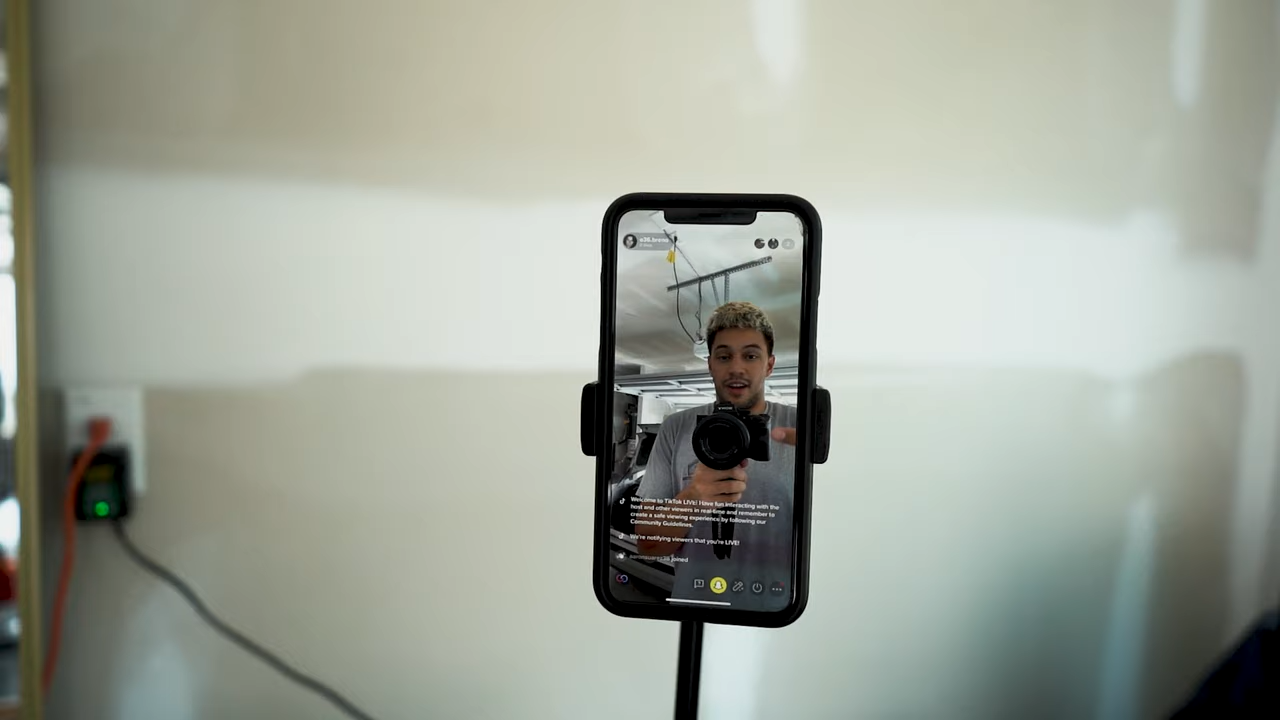 SONY
Welcome to TikTok LIVE! Have fun interacting with the
host and other viewers in real-time and remember to
create a safe viewing experience by following our
Community Guidelines.
We're notifying viewers that you're LIVE!
joined